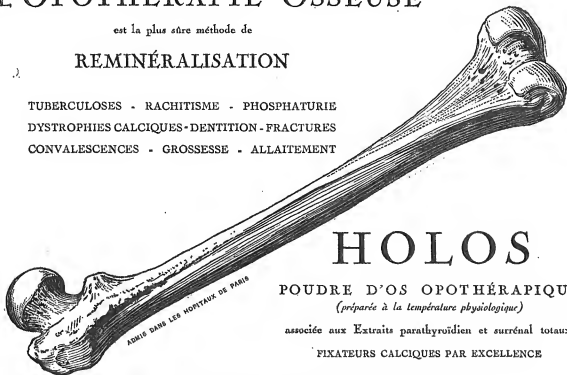 L'OPOTHÉRAPIE OSSEUSE
est la plus sûre méthode de
REMINÉRALISATION
TUBERCULOSES - RACHITISME - PHOSPHATURIE
DYSTROPHIES CALCIQUES - DENTITION - FRACTURES
CONVALESCENCES - GROSSESSE - ALLAITEMENT
ADMIS DANS LES HOPITAUX DE PARIS
HOLOS
POUDRE D'OS OPOTHÉRAPIQU
(préparée à la température physiologique)
associée aux Extraits parathyroïdien et surrénal totau
FIXATEURS CALCIQUES PAR EXCELLENCE